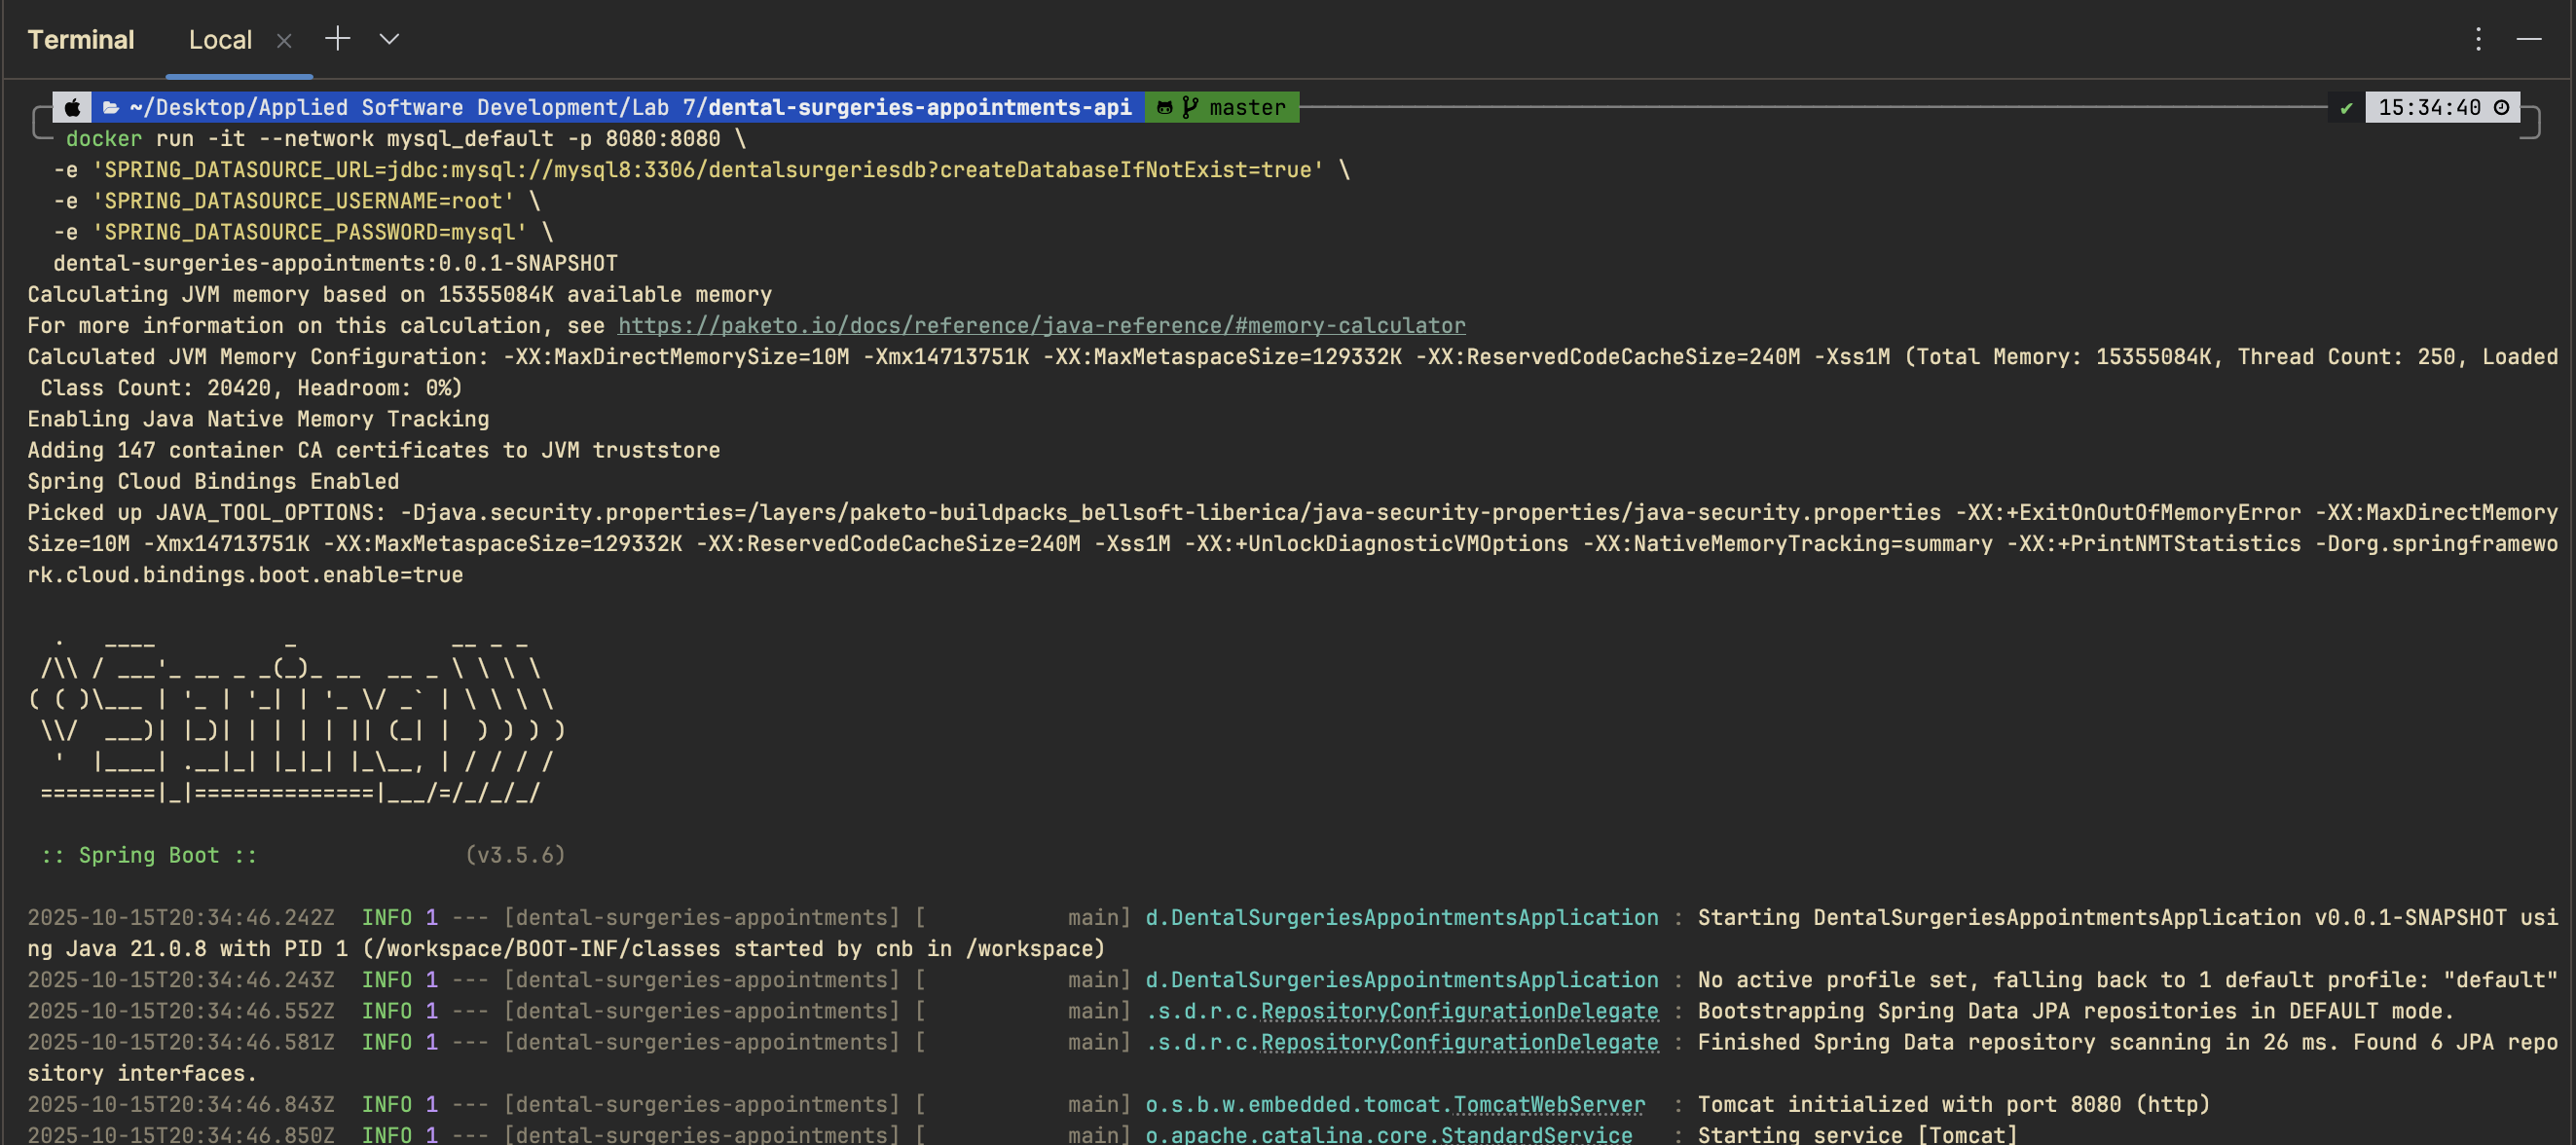 Terminal Local
~/Desktop/Applied Software Development/Lab 7/dental-surgeries-appointments-api master ✔ 15:34:40
docker run -it --network mysql_default -p 8080:8080 \
-e 'SPRING_DATASOURCE_URL=jdbc:mysql://mysql8:3306/dentalsurgeriesdb?createDatabaseIfNotExist=true' \
-e 'SPRING_DATASOURCE_USERNAME=root' \
-e 'SPRING_DATASOURCE_PASSWORD=mysql' \
dental-surgeries-appointments:0.0.1-SNAPSHOT
Calculating JVM memory based on 15355084K available memory
For more information on this calculation, see https://paketo.io/docs/reference/java-reference/#memory-calculator
Calculated JVM Memory Configuration: -XX:MaxDirectMemorySize=10M -Xmx14713751K -XX:MaxMetaspaceSize=129332K -XX:ReservedCodeCacheSize=240M -Xss1M (Total Memory: 15355084K, Thread Count: 250, Loaded
Class Count: 20420, Headroom: 0%)
Enabling Java Native Memory Tracking
Adding 147 container CA certificates to JVM truststore
Spring Cloud Bindings Enabled
Picked up JAVA_TOOL_OPTIONS: -Djava.security.properties=/layers/paketo-buildpacks_bellsoft-liberica/java-security-properties/java-security.properties -XX:+ExitOnOutOfMemoryError -XX:MaxDirectMemory
Size=10M -Xmx14713751K -XX:MaxMetaspaceSize=129332K -XX:ReservedCodeCacheSize=240M -Xss1M -XX:+UnlockDiagnosticVMOptions -XX:NativeMemoryTracking=summary -XX:+PrintNMTStatistics -Dorg.springframewo
rk.cloud.bindings.boot.enable=true
  .   ____          _            __ _ _
 /\\ / ___'_ __ _ _(_)_ __  __ _ \ \ \ \
( ( )\___ | '_ | '_| | '_ \/ _` | \ \ \ \
 \\/  ___)| |_)| | | | | || (_| |  ) ) ) )
  '  |____| .__|_| |_|_| |_\__, | / / / /
 =========|_|==============|___/=/_/_/_/
:: Spring Boot :: (v3.5.6)
2025-10-15T20:34:46.242Z  INFO 1 --- [dental-surgeries-appointments] [           main] d.DentalSurgeriesAppointmentsApplication : Starting DentalSurgeriesAppointmentsApplication v0.0.1-SNAPSHOT usi
ng Java 21.0.8 with PID 1 (/workspace/BOOT-INF/classes started by cnb in /workspace)
2025-10-15T20:34:46.243Z  INFO 1 --- [dental-surgeries-appointments] [           main] d.DentalSurgeriesAppointmentsApplication : No active profile set, falling back to 1 default profile: "default"
2025-10-15T20:34:46.552Z  INFO 1 --- [dental-surgeries-appointments] [           main] .s.d.r.c.RepositoryConfigurationDelegate : Bootstrapping Spring Data JPA repositories in DEFAULT mode.
2025-10-15T20:34:46.581Z  INFO 1 --- [dental-surgeries-appointments] [           main] .s.d.r.c.RepositoryConfigurationDelegate : Finished Spring Data repository scanning in 26 ms. Found 6 JPA repo
sitory interfaces.
2025-10-15T20:34:46.843Z  INFO 1 --- [dental-surgeries-appointments] [           main] o.s.b.w.embedded.tomcat.TomcatWebServer  : Tomcat initialized with port 8080 (http)
2025-10-15T20:34:46.850Z  INFO 1 --- [dental-surgeries-appointments] [           main] o.apache.catalina.core.StandardService   : Starting service [Tomcat]